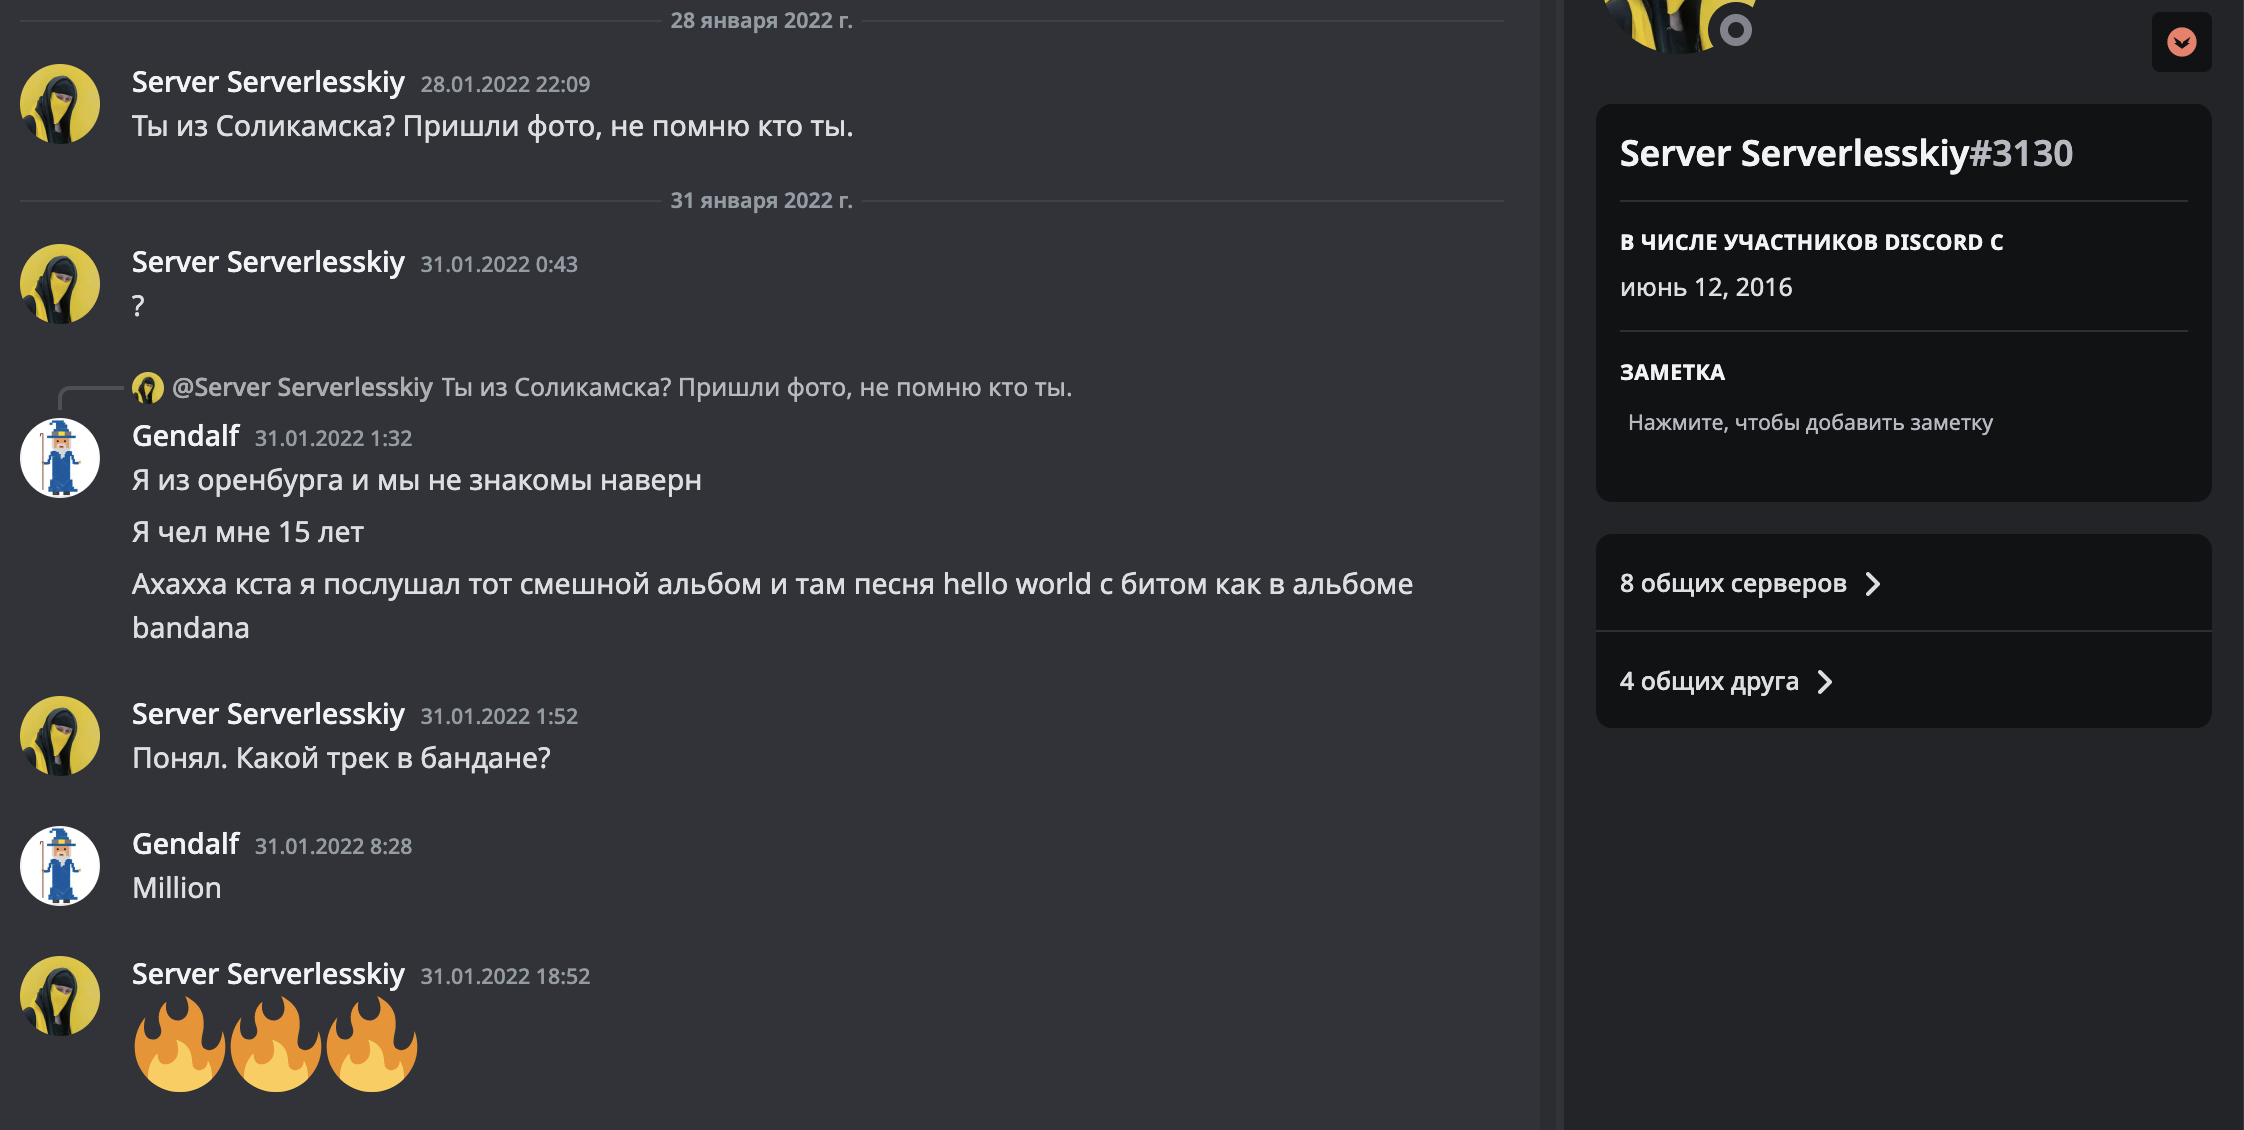 28 января 2022 г.
Server Serverlesskiy 28.01.2022 22:09
Ты из Соликамска? Пришли фото, не помню кто ты.
31 января 2022 г.
Server Serverlesskiy 31.01.2022 0:43
?
@Server Serverlesskiy Ты из Соликамска? Пришли фото, не помню кто ты.
Gendalf 31.01.2022 1:32
Я из оренбурга и мы не знакомы наверн
Я чел мне 15 лет
Ахахха кста я послушал тот смешной альбом и там песня hello world с битом как в альбоме
bandana
Server Serverlesskiy 31.01.2022 1:52
Понял. Какой трек в бандане?
Gendalf 31.01.2022 8:28
Million
Server Serverlesskiy 31.01.2022 18:52
🔥🔥🔥
Server Serverlesskiy#3130
В ЧИСЛЕ УЧАСТНИКОВ DISCORD С
июнь 12, 2016
ЗАМЕТКА
Нажмите, чтобы добавить заметку
8 общих серверов
4 общих друга